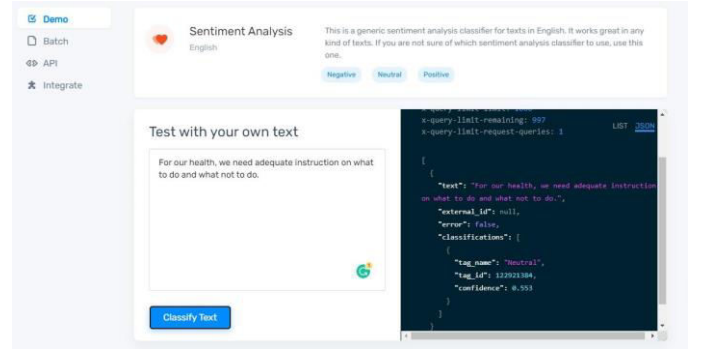 Demo
Batch
API
Integrate
Sentiment Analysis
English
This is a generic sentiment analysis classifier for texts in English. It works great in any
kind of texts. If you are not sure of which sentiment analysis classifier to use, use this
one.
Negative Neutral Positive
Test with your own text
For our health, we need adequate instruction on what
to do and what not to do.
Classify Text
x-query-limit-remaining: 997
x-query-limit-request-queries: 1
LIST JSON
[
{
"text": "For our health, we need adequate instruction
on what to do and what not to do.",
"external_id": null,
"error": false,
"classifications": [
{
"tag_name": "Neutral",
"tag_id": 122921384,
"confidence": 0.553
}
]
}